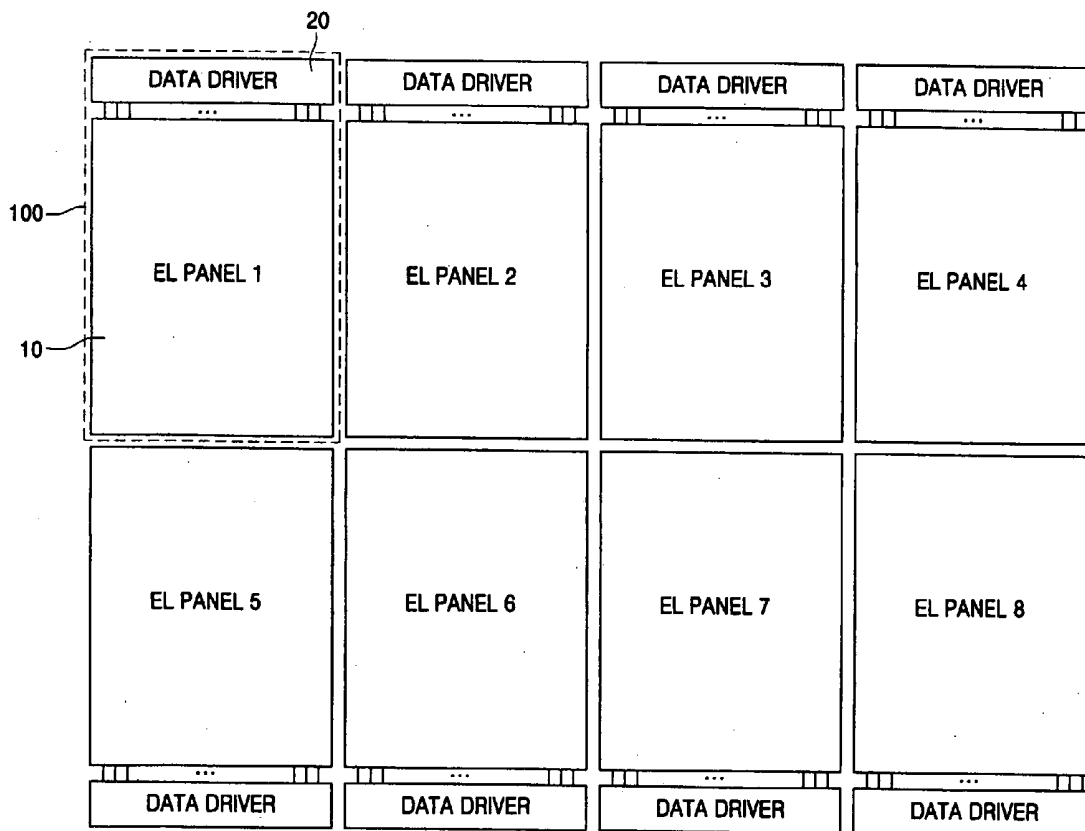 20
DATA DRIVER DATA DRIVER DATA DRIVER DATA DRIVER
... ... ... ...
100
EL PANEL 1 EL PANEL 2 EL PANEL 3 EL PANEL 4
10
EL PANEL 5 EL PANEL 6 EL PANEL 7 EL PANEL 8
... ... ... ...
DATA DRIVER DATA DRIVER DATA DRIVER DATA DRIVER